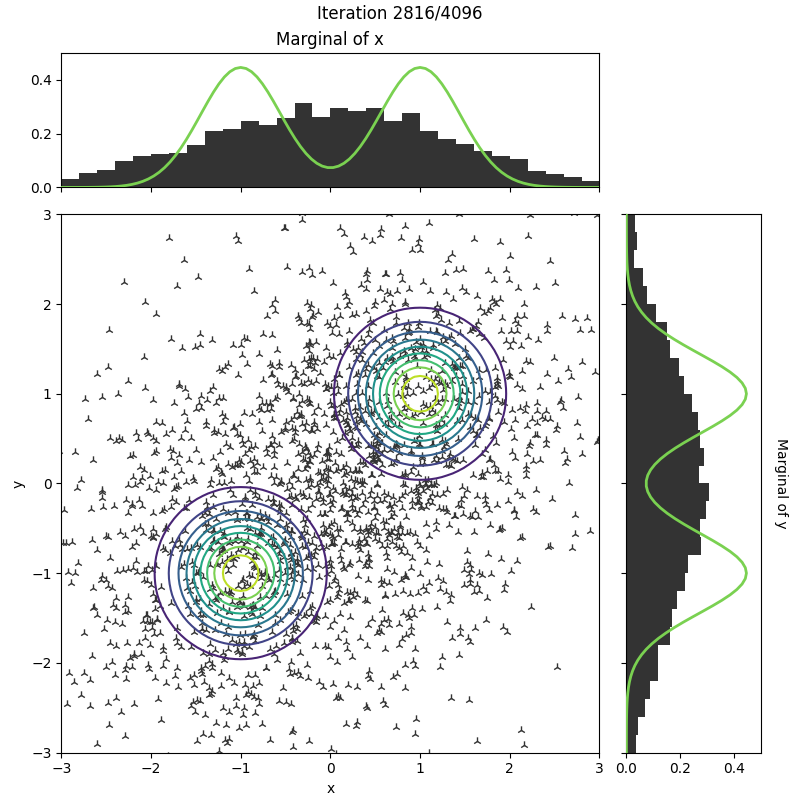 Iteration 2816/4096
Marginal of x
0.4
0.2
0.0
3
2
1
0
−1
−2
−3
y
−3 −2 −1 0 1 2 3
x
0.0 0.2 0.4
Marginal of y